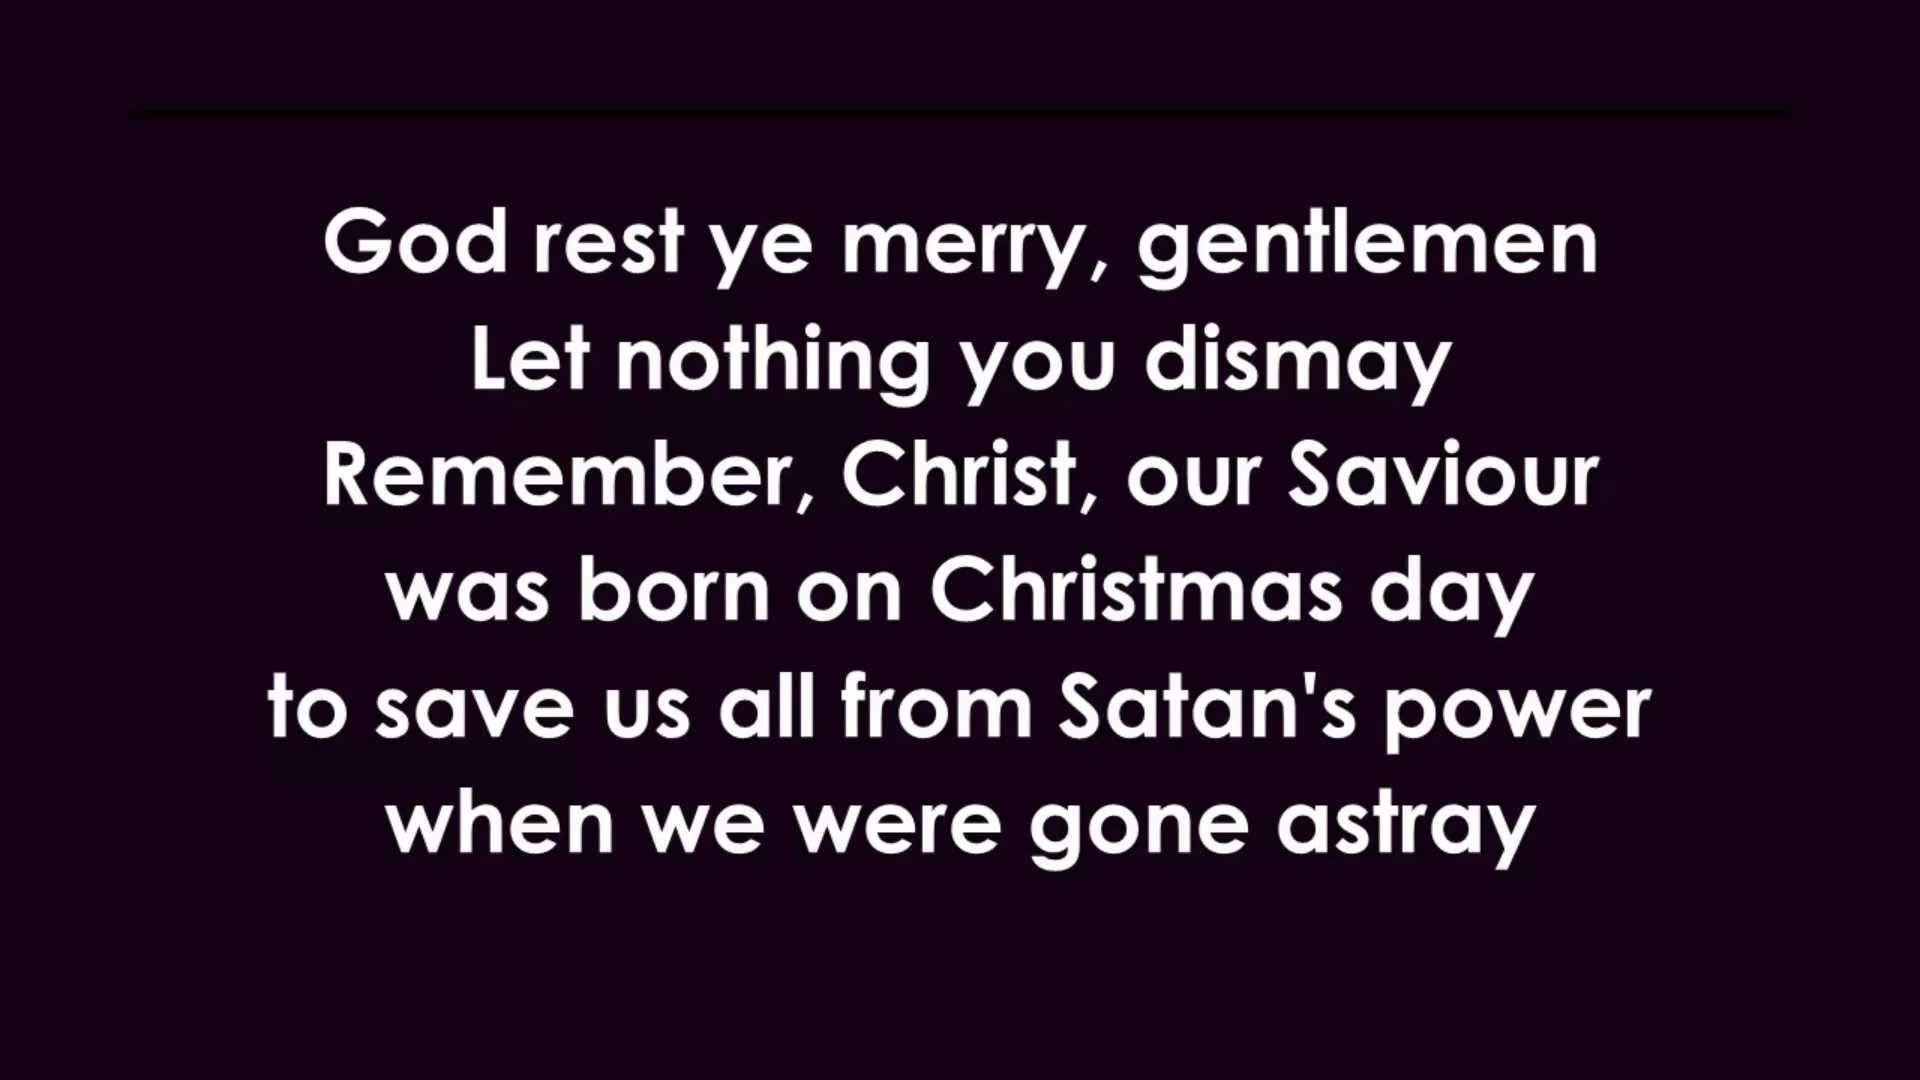 God rest ye merry, gentlemen
Let nothing you dismay
Remember, Christ, our Saviour
was born on Christmas day
to save us all from Satan's power
when we were gone astray